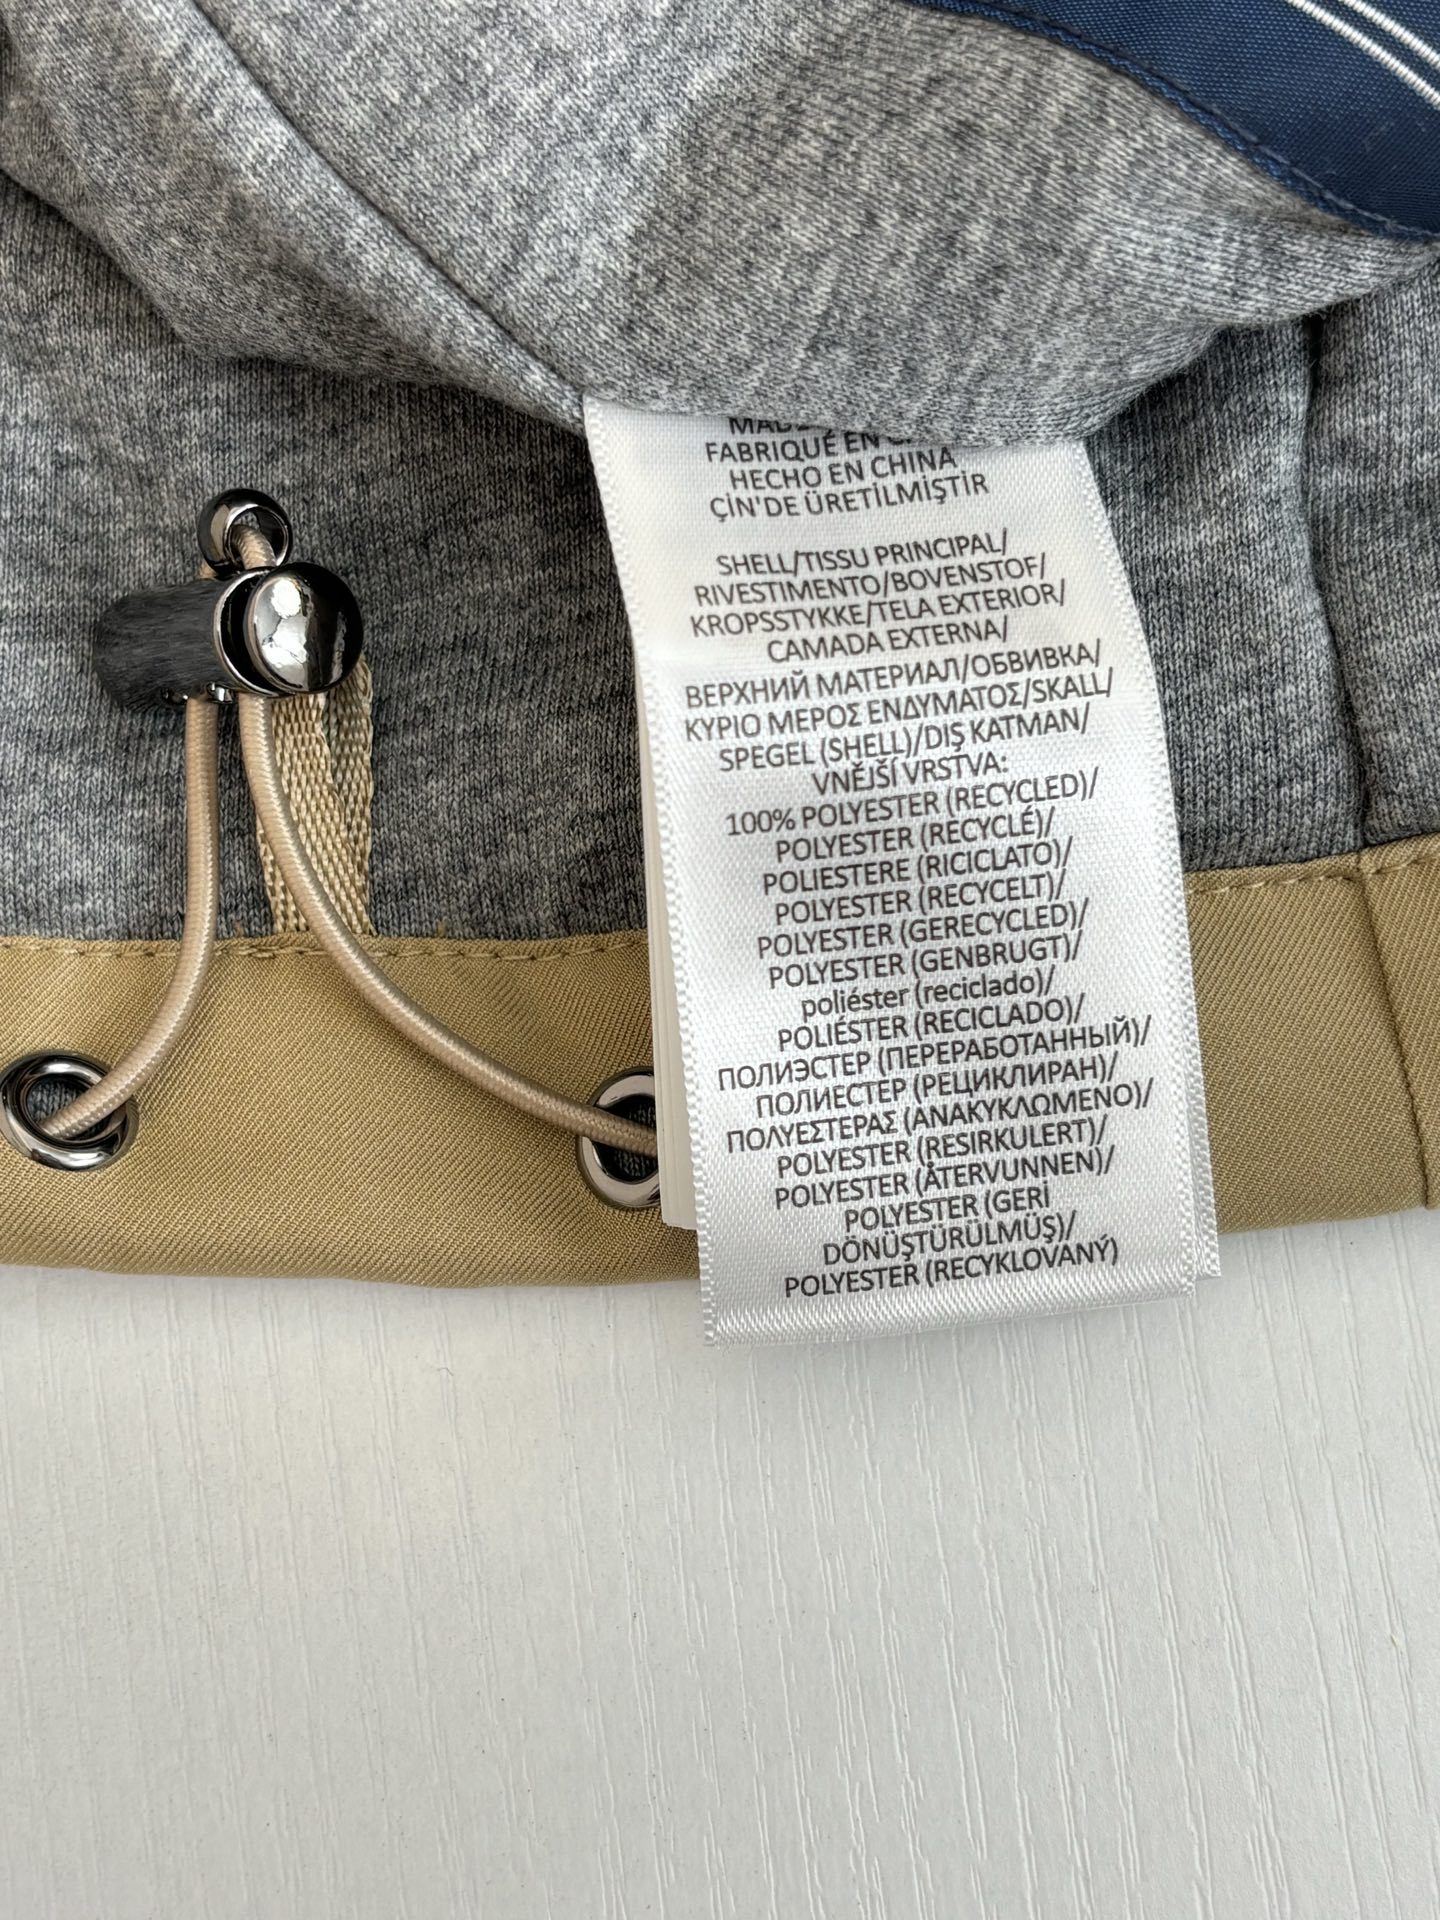 FABRIQUÉ EN
HECHO EN CHINA
ÇİN'DE ÜRETİLMİŞTİR
SHELL/TISSU PRINCIPAL/
RIVESTIMENTO/BOVENSTOF/
KROPSSTYKKE/TELA EXTERIOR/
CAMADA EXTERNA/
ВЕРХНИЙ МАТЕРИАЛ/ОБВИВКА/
ΚΥΡΙΟ ΜΕΡΟΣ ΕΝΔΥΜΑΤΟΣ/SKALL/
SPEGEL (SHELL)/DIŞ KATMAN/
VNĚJŠÍ VRSTVA:
100% POLYESTER (RECYCLED)/
POLYESTER (RECYCLÉ)/
POLIESTERE (RICICLATO)/
POLYESTER (RECYCELT)/
POLYESTER (GERECYCLED)/
POLYESTER (GENBRUGT)/
poliéster (reciclado)/
POLIÉSTER (RECICLADO)/
ПОЛИЭСТЕР (ПЕРЕРАБОТАННЫЙ)/
ПОЛИЕСТЕР (РЕЦИКЛИРАН)/
ΠΟΛΥΕΣΤΕΡΑΣ (ΑΝΑΚΥΚΛΩΜΕΝΟ)/
POLYESTER (RESIRKULERT)/
POLYESTER (ÅTERVUNNEN)/
POLYESTER (GERİ
DÖNÜŞTÜRÜLMÜŞ)/
POLYESTER (RECYKLOVANÝ)